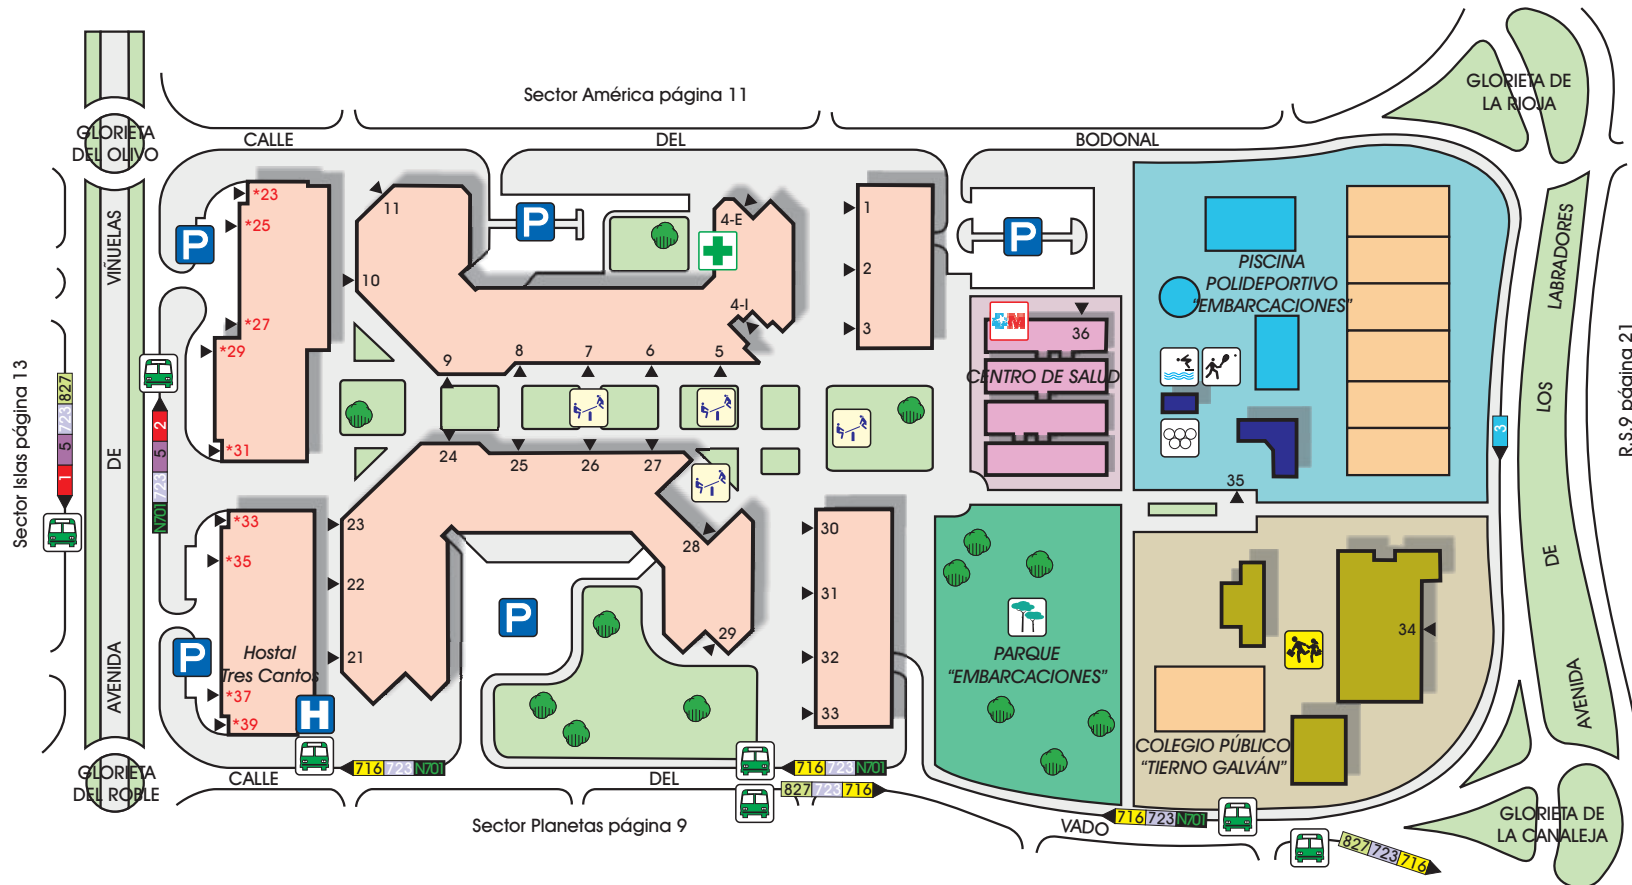 Sector América página 11
GLORIETA DE
LA RIOJA
GLORIETA
DEL OLIVO
CALLE
DEL
BODONAL
*23
*25
*27
*29
*31
P
11
10
P
4-E
4-I
9
8
7
6
5
1
2
3
P
M
36
CENTRO DE SALUD
PISCINA
POLIDEPORTIVO
"EMBARCACIONES"
35
3
AVENIDA
DE
LOS
LABRADORES
R.S.9 página 21
Sector Islas página 13
1 5 723 827
N701 723 5 2
AVENIDA
DE
VIÑUELAS
24
25
26
27
28
29
23
22
21
*33
*35
*37
*39
P
Hostal
Tres Cantos
H
P
30
31
32
33
PARQUE
"EMBARCACIONES"
34
COLEGIO PÚBLICO
"TIERNO GALVÁN"
GLORIETA
DEL ROBLE
CALLE
DEL
VADO
716 723 N701
716 723 N701
827 723 716
716 723 N701
827 723 716
Sector Planetas página 9
GLORIETA DE
LA CANALEJA